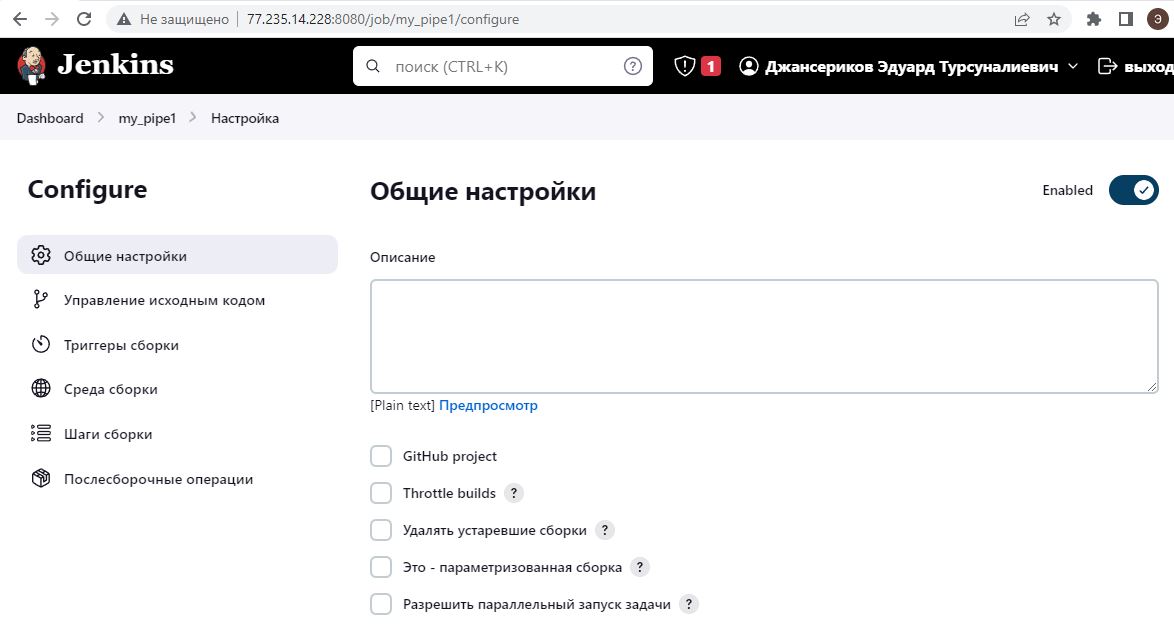 Не защищено 77.235.14.228:8080/job/my_pipe1/configure Э
Jenkins поиск (CTRL+K) ? 1 Джансериков Эдуард Турсуналиевич выход
Dashboard my_pipe1 Настройка
Configure
Общие настройки
Управление исходным кодом
Триггеры сборки
Среда сборки
Шаги сборки
Послесборочные операции
Общие настройки Enabled
Описание
[Plain text] Предпросмотр
GitHub project
Throttle builds ?
Удалять устаревшие сборки ?
Это - параметризованная сборка ?
Разрешить параллельный запуск задачи ?